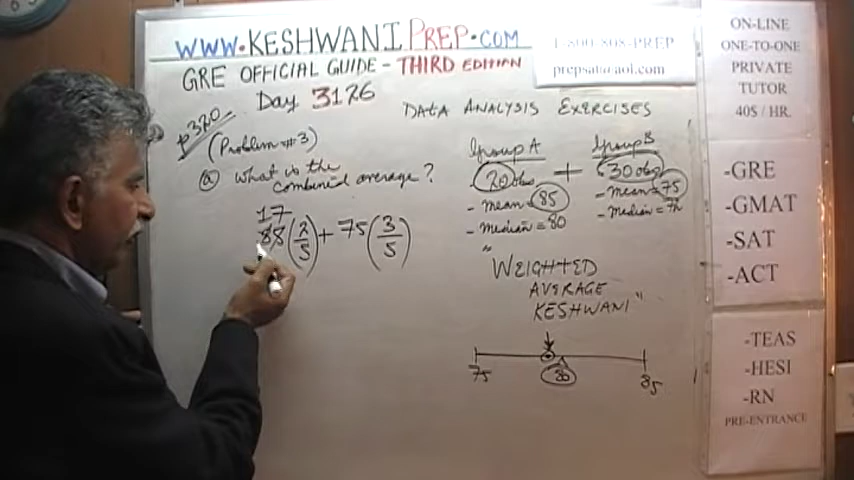 WWW.KESHWANIPREP.COM
1-800-808-PREP
prepsat@aol.com
GRE OFFICIAL GUIDE - THIRD EDITION
Day 3126
DATA ANALYSIS EXERCISES
p320
(Problem #3)
a What is the
combined average?
17
85(2/5) + 75(3/5)
Group A + Group B
20 obs 30 obs
- mean = 85 - mean = 75
- Median = 80 - Median = 72
"WEIGHTED
AVERAGE
KESHWANI"
75 80 85
ON-LINE
ONE-TO-ONE
PRIVATE
TUTOR
40$ / HR.
-GRE
-GMAT
-SAT
-ACT
-TEAS
-HESI
-RN
PRE-ENTRANCE